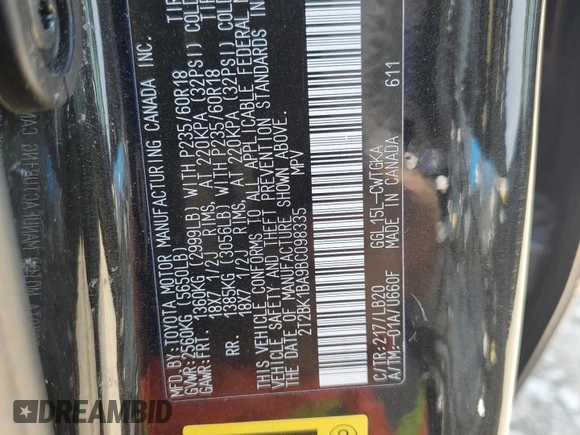 MFD.BY:TOYOTA MOTOR MANUFACTURING CANADA INC.
GVWR:2560KG (5650LB) TIR
GAWR:FRT. 1360KG (2999LB) WITH P235/60R18
18X7 1/2J RIMS, AT 220KPA (32PSI) COLD
RR. 1385KG (3056LB) WITH P235/60R18
18X7 1/2J RIMS, AT 220KPA (32PSI) COLD
THIS VEHICLE CONFORMS TO ALL APPLICABLE FEDERAL
VEHICLE SAFETY AND THEFT PREVENTION STANDARDS
THE DATE OF MANUFACTURE SHOWN ABOVE.
2T2BK1BA9BC098335 MPV
C/TR:217/LB20 GGL15L-CWTGKA
A/TM:-01A/U660F MADE IN CANADA 611
DREAMBID